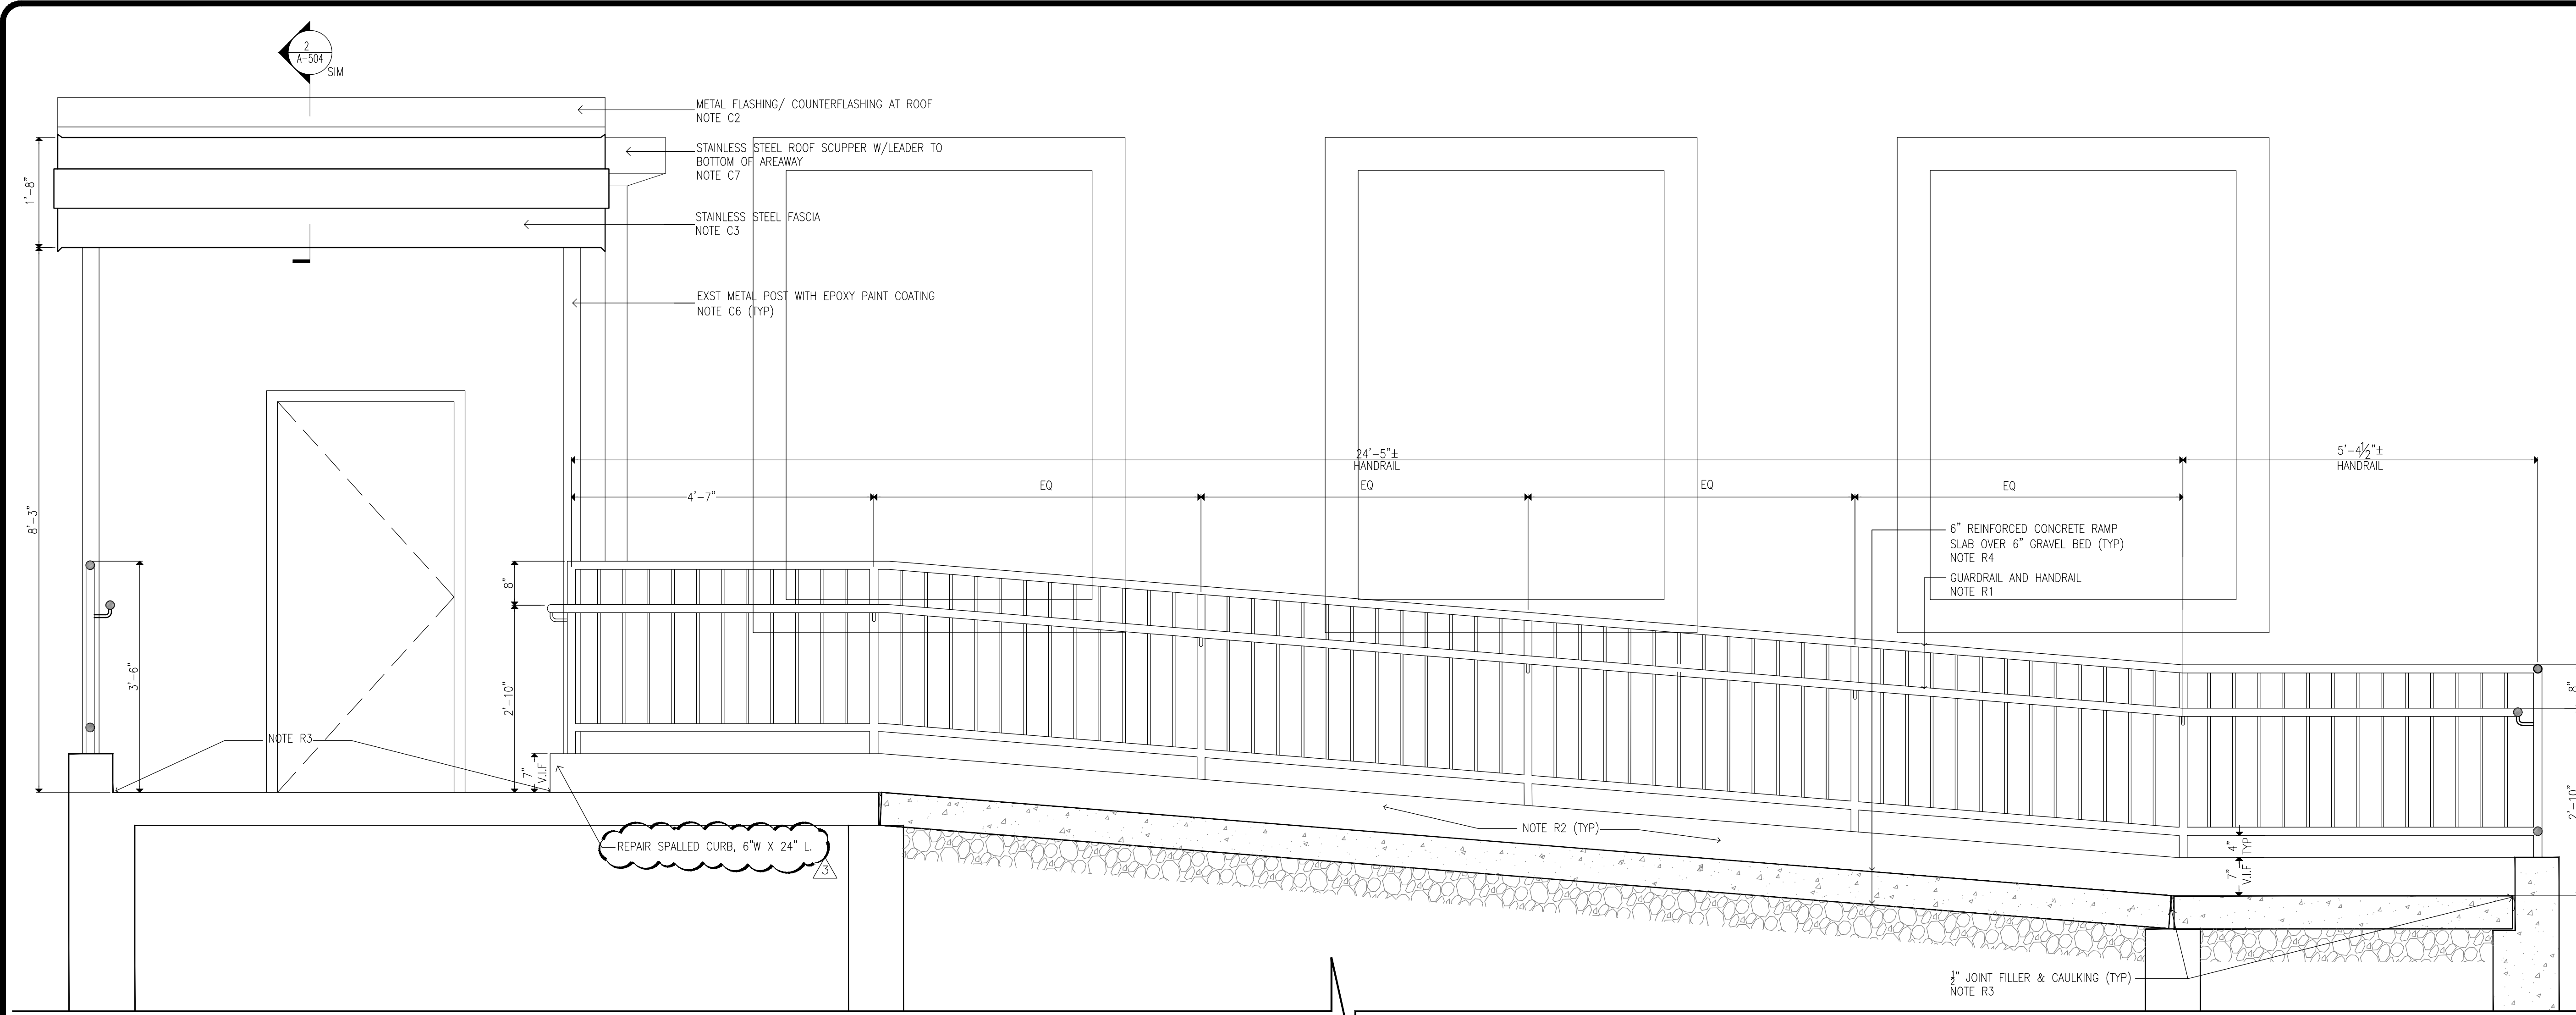 2
A-504
SIM
METAL FLASHING/ COUNTERFLASHING AT ROOF
NOTE C2
STAINLESS STEEL ROOF SCUPPER W/LEADER TO
BOTTOM OF AREAWAY
NOTE C7
1'-8"
STAINLESS STEEL FASCIA
NOTE C3
EXST METAL POST WITH EPOXY PAINT COATING
NOTE C6 (TYP)
24'-5"±
HANDRAIL
5'-4½"±
HANDRAIL
4'-7"
EQ
EQ
EQ
EQ
8'-3"
6" REINFORCED CONCRETE RAMP
SLAB OVER 6" GRAVEL BED (TYP)
NOTE R4
GUARDRAIL AND HANDRAIL
NOTE R1
8"
3'-6"
2'-10"
8"
NOTE R3
7"
V.I.F
2'-10"
REPAIR SPALLED CURB, 6"W X 24" L.
3
NOTE R2 (TYP)
4"
TYP
7"
V.I.F
½" JOINT FILLER & CAULKING (TYP)
NOTE R3